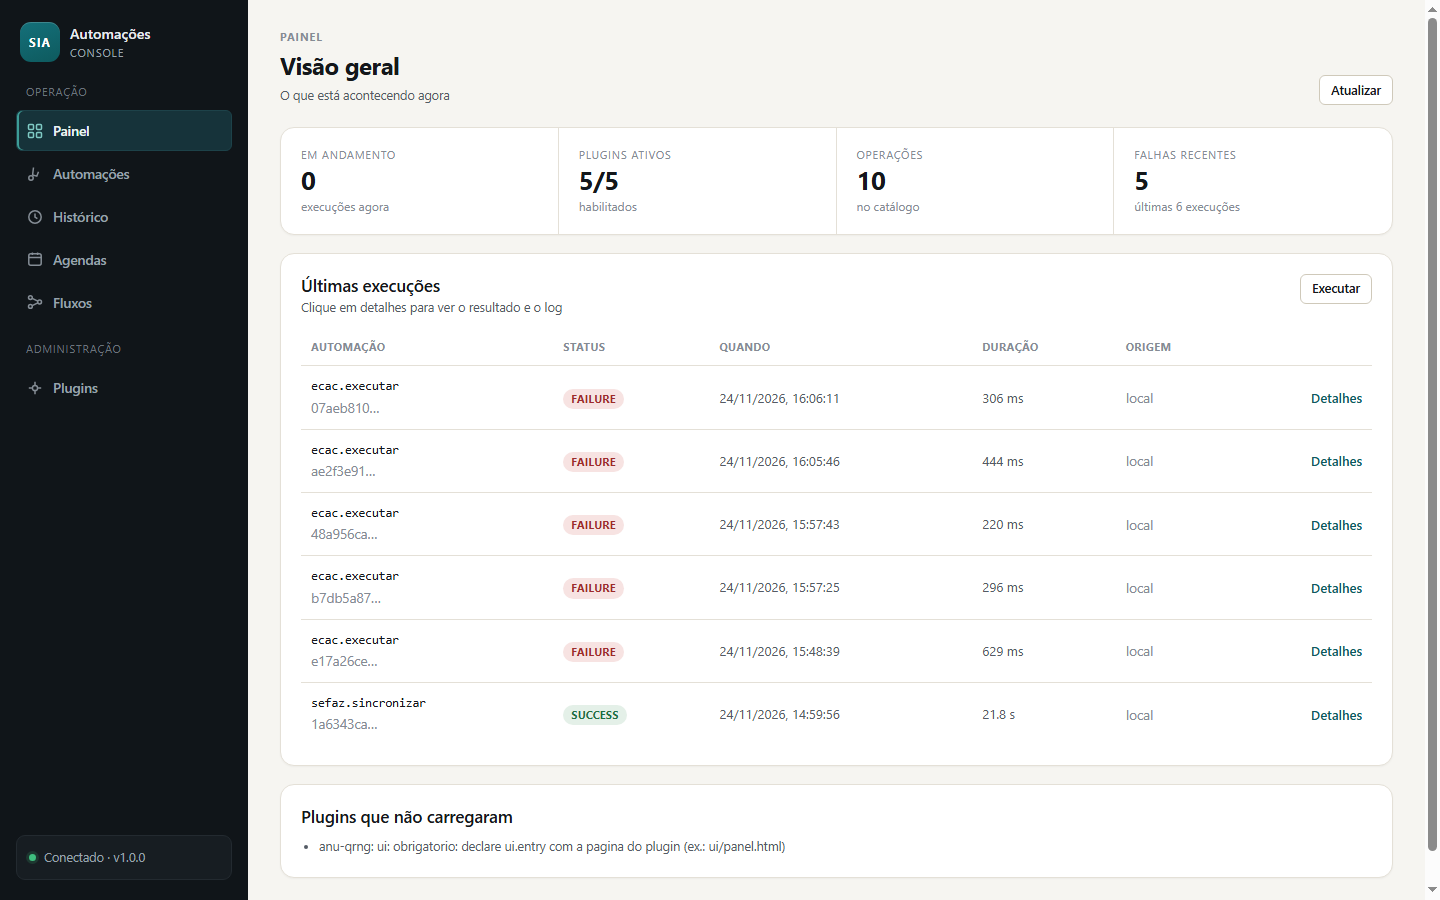 SIA
Automações
CONSOLE
OPERAÇÃO
Painel
Automações
Histórico
Agendas
Fluxos
ADMINISTRAÇÃO
Plugins
Conectado · v1.0.0
PAINEL
Visão geral
O que está acontecendo agora
Atualizar
EM ANDAMENTO
0
execuções agora
PLUGINS ATIVOS
5/5
habilitados
OPERAÇÕES
10
no catálogo
FALHAS RECENTES
5
últimas 6 execuções
Últimas execuções
Clique em detalhes para ver o resultado e o log
Executar
AUTOMAÇÃO STATUS QUANDO DURAÇÃO ORIGEM
ecac.executar
07aeb810... FAILURE 24/11/2026, 16:06:11 306 ms local Detalhes
ecac.executar
ae2f3e91... FAILURE 24/11/2026, 16:05:46 444 ms local Detalhes
ecac.executar
48a956ca... FAILURE 24/11/2026, 15:57:43 220 ms local Detalhes
ecac.executar
b7db5a87... FAILURE 24/11/2026, 15:57:25 296 ms local Detalhes
ecac.executar
e17a26ce... FAILURE 24/11/2026, 15:48:39 629 ms local Detalhes
sefaz.sincronizar
1a6343ca... SUCCESS 24/11/2026, 14:59:56 21.8 s local Detalhes
Plugins que não carregaram
• anu-qrng: ui: obrigatorio: declare ui.entry com a pagina do plugin (ex.: ui/panel.html)